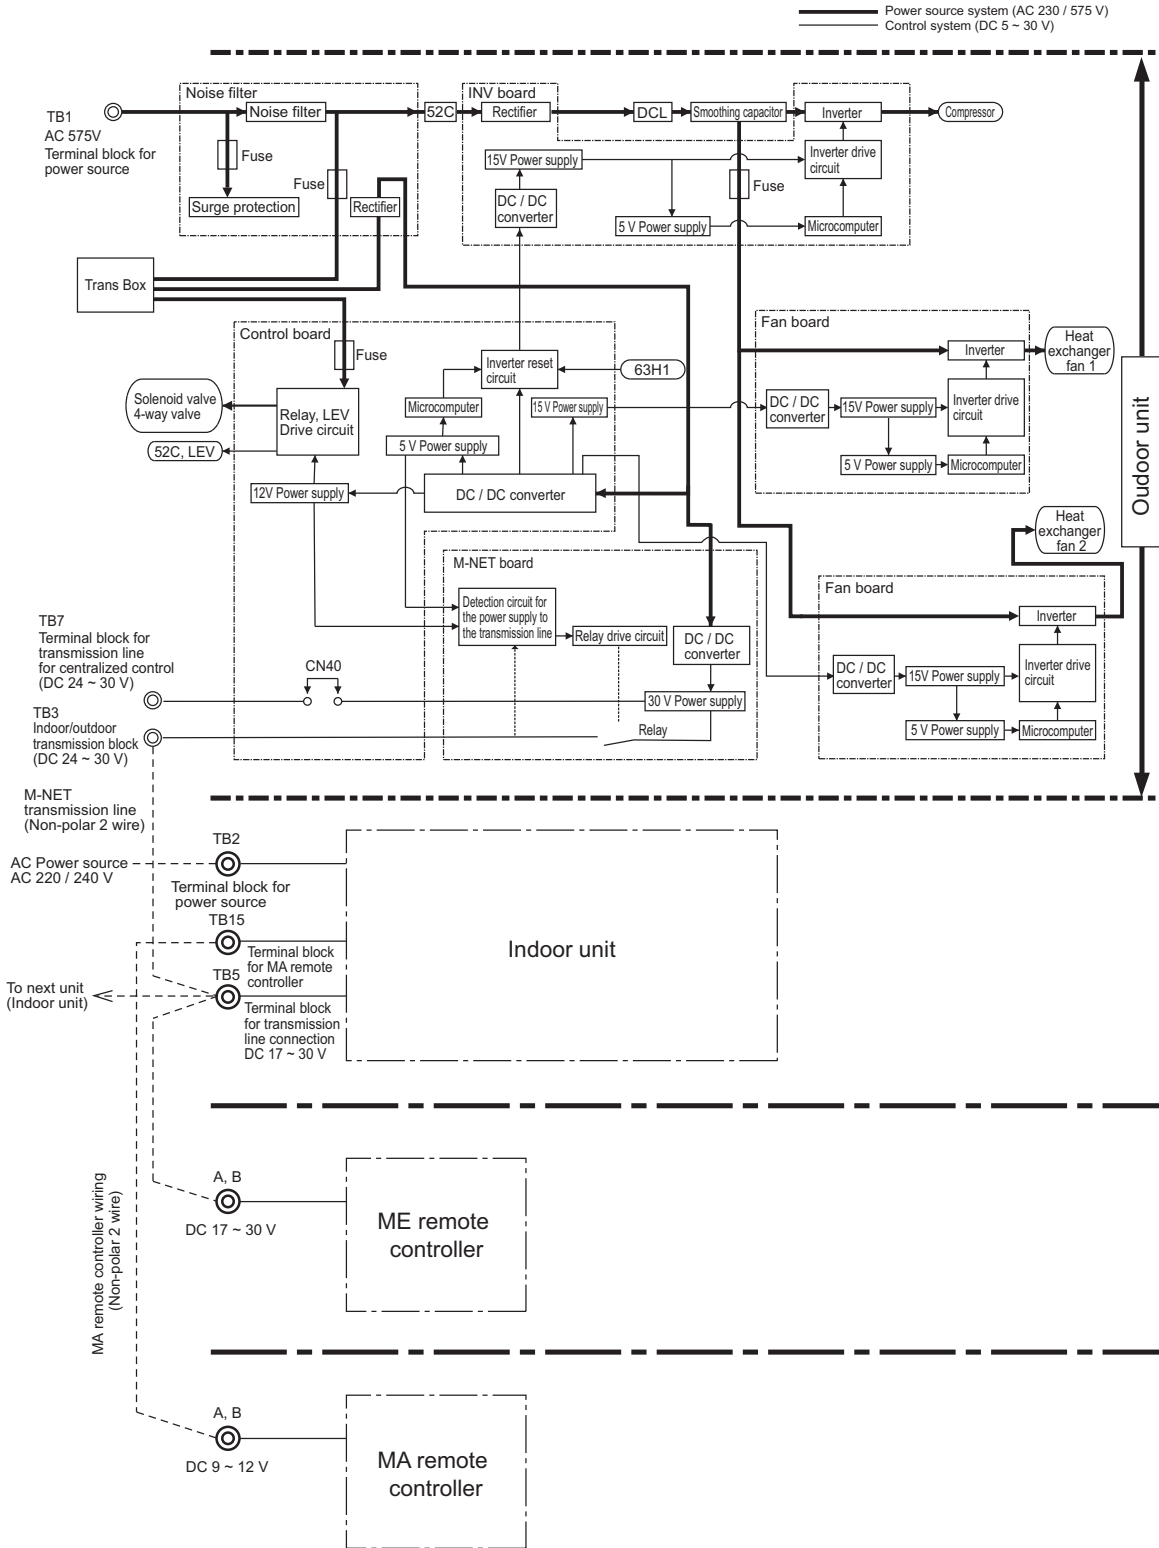 Power source system (AC 230 / 575 V)
Control system (DC 5 ~ 30 V)
Noise filter
INV board
TB1
AC 575V
Terminal block for
power source
Noise filter
52C
Rectifier
DCL
Smoothing capacitor
Inverter
Compressor
Fuse
Fuse
Surge protection
Rectifier
15V Power supply
DC / DC
converter
Fuse
Inverter drive
circuit
5 V Power supply
Microcomputer
Trans Box
Control board
Fuse
Inverter reset
circuit
63H1
Solenoid valve
4-way valve
52C, LEV
Relay, LEV
Drive circuit
Microcomputer
15 V Power supply
5 V Power supply
12V Power supply
DC / DC converter
Fan board
Inverter
Heat
exchanger
fan 1
DC / DC
converter
15V Power supply
Inverter drive
circuit
5 V Power supply
Microcomputer
Oudoor unit
Heat
exchanger
fan 2
M-NET board
Detection circuit for
the power supply to
the transmission line
Relay drive circuit
DC / DC
converter
30 V Power supply
Relay
Fan board
Inverter
DC / DC
converter
15V Power supply
Inverter drive
circuit
5 V Power supply
Microcomputer
TB7
Terminal block for
transmission line
for centralized control
(DC 24 ~ 30 V)
CN40
TB3
Indoor/outdoor
transmission block
(DC 24 ~ 30 V)
M-NET
transmission line
(Non-polar 2 wire)
TB2
AC Power source
AC 220 / 240 V
Terminal block for
power source
TB15
Terminal block
for MA remote
controller
Indoor unit
TB5
To next unit
(Indoor unit)
Terminal block
for transmission
line connection
DC 17 ~ 30 V
MA remote controller wiring
(Non-polar 2 wire)
A, B
DC 17 ~ 30 V
ME remote
controller
A, B
DC 9 ~ 12 V
MA remote
controller